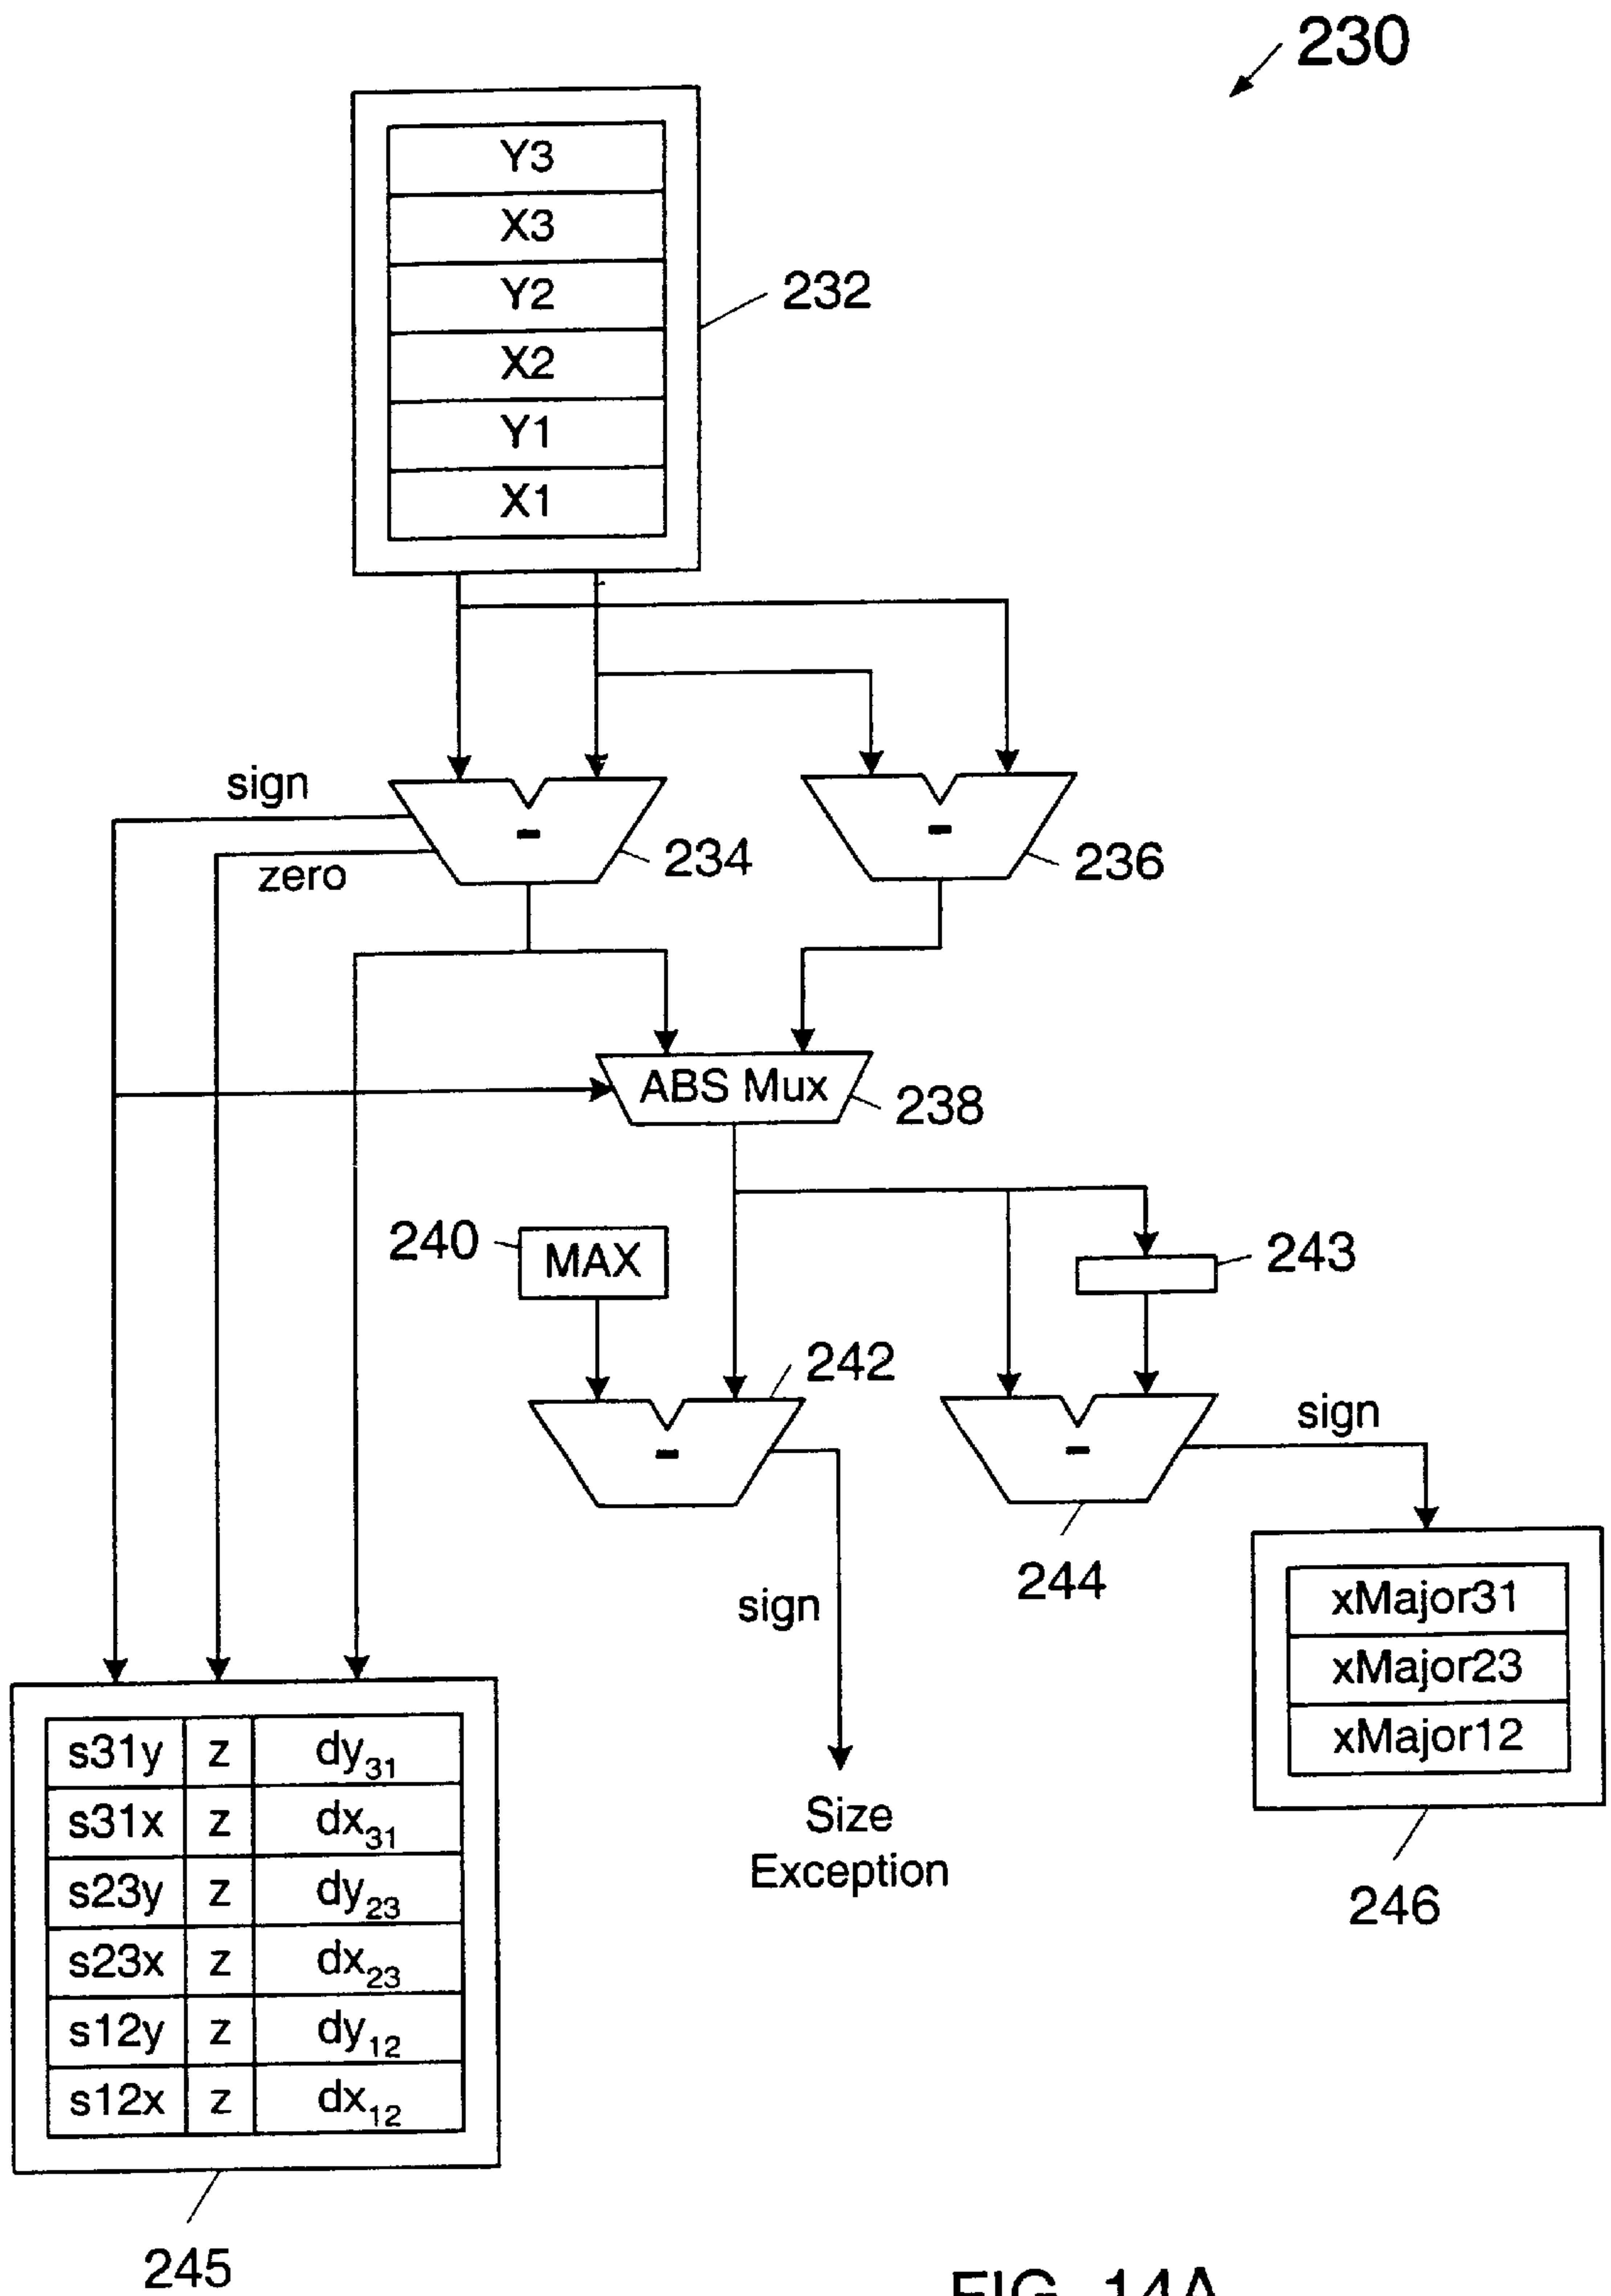 230
Y3
X3
Y2
X2
Y1
X1
232
sign
zero
-
234
-
236
ABS Mux
238
240
MAX
243
242
-
-
sign
244
sign
Size
Exception
xMajor31
xMajor23
xMajor12
246
s31y z dy31
s31x z dx31
s23y z dy23
s23x z dx23
s12y z dy12
s12x z dx12
245
FIG. 14A